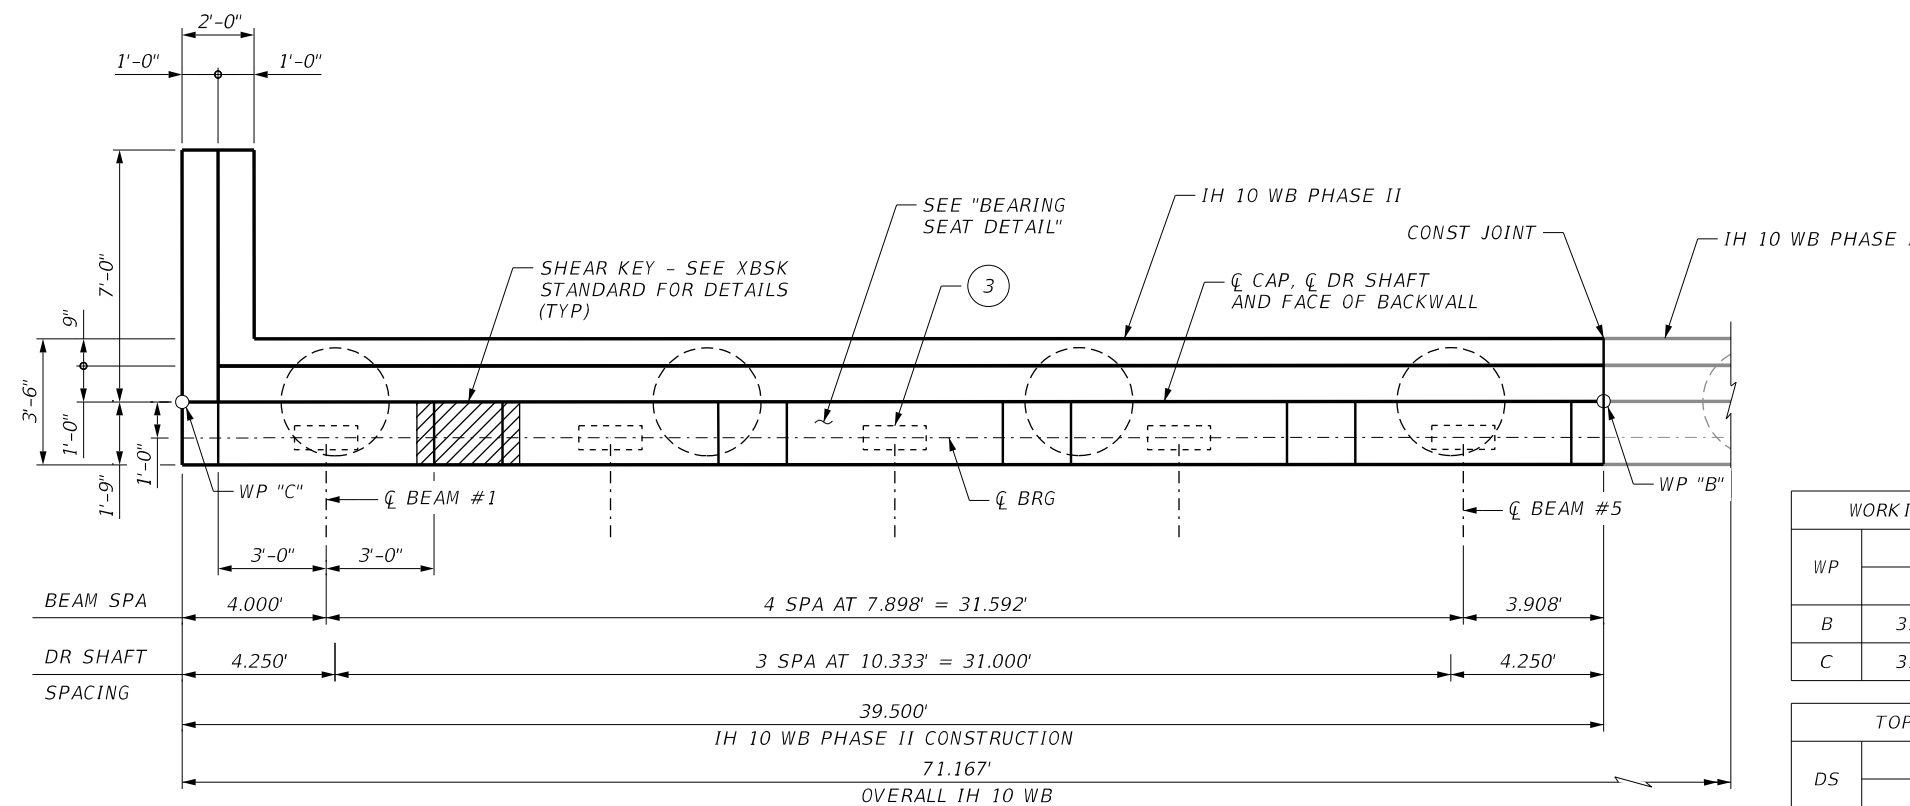 2'-0"
1'-0"
1'-0"
SEE "BEARING
SEAT DETAIL"
IH 10 WB PHASE II
CONST JOINT
IH 10 WB PHASE
SHEAR KEY - SEE XBSK
STANDARD FOR DETAILS
(TYP)
3
℄ CAP, ℄ DR SHAFT
AND FACE OF BACKWALL
7'-0"
9"
3'-6"
1'-0"
1'-9"
1'-0"
WP "C"
℄ BEAM #1
℄ BRG
℄ BEAM #5
WP "B"
3'-0"
3'-0"
BEAM SPA
4.000'
4 SPA AT 7.898' = 31.592'
3.908'
DR SHAFT
SPACING
4.250'
3 SPA AT 10.333' = 31.000'
4.250'
39.500'
IH 10 WB PHASE II CONSTRUCTION
71.167'
OVERALL IH 10 WB
WP
B
C
DS